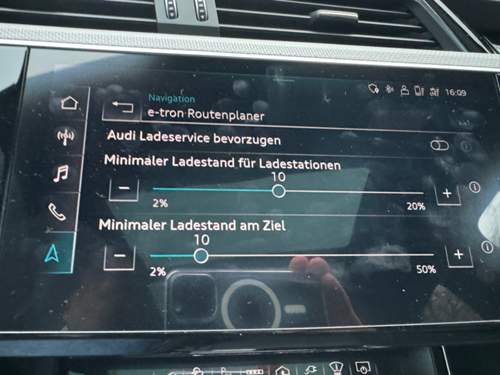 16:09
Navigation
e-tron Routenplaner
Audi Ladeservice bevorzugen
Minimaler Ladestand für Ladestationen
10
2%
20%
Minimaler Ladestand am Ziel
10
2%
50%